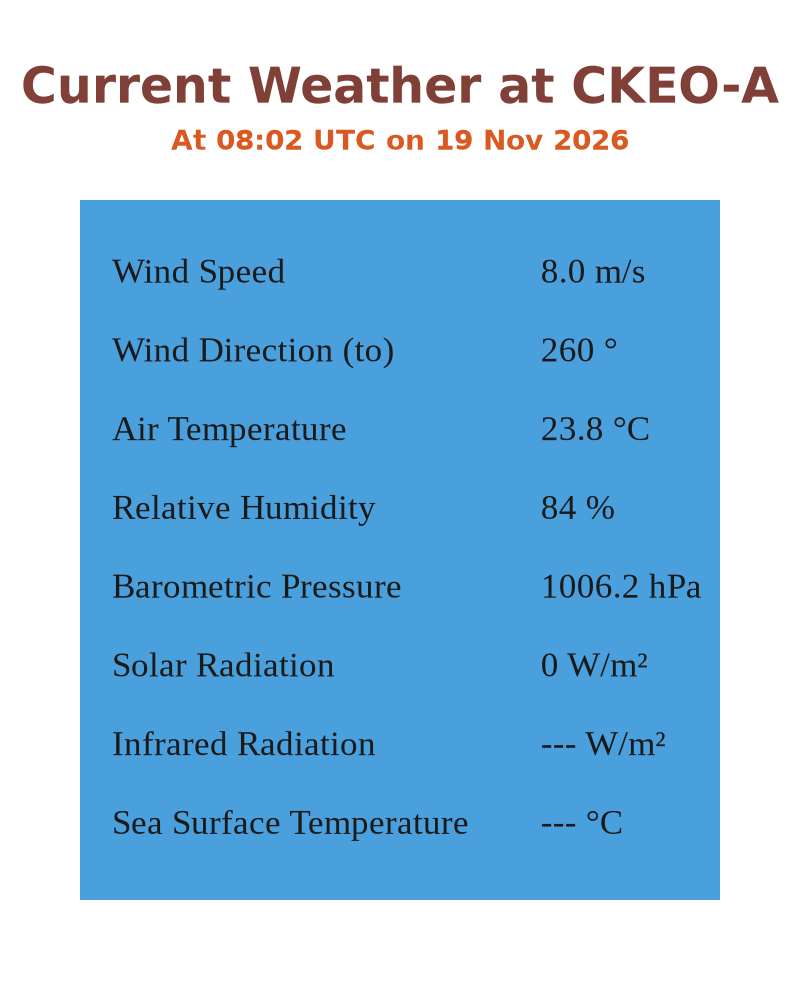 Current Weather at CKEO-A
At 08:02 UTC on 19 Nov 2026
Wind Speed 8.0 m/s
Wind Direction (to) 260 °
Air Temperature 23.8 °C
Relative Humidity 84 %
Barometric Pressure 1006.2 hPa
Solar Radiation 0 W/m²
Infrared Radiation --- W/m²
Sea Surface Temperature --- °C